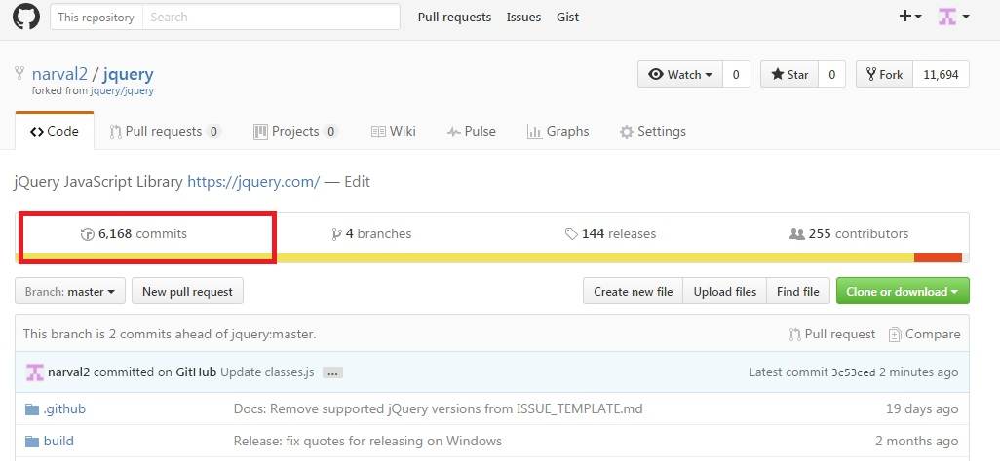 This repository Search Pull requests Issues Gist
narval2 / jquery Watch 0 Star 0 Fork 11,694
forked from jquery/jquery
Code Pull requests 0 Projects 0 Wiki Pulse Graphs Settings
jQuery JavaScript Library https://jquery.com/ — Edit
6,168 commits 4 branches 144 releases 255 contributors
Branch: master New pull request Create new file Upload files Find file Clone or download
This branch is 2 commits ahead of jquery:master. Pull request Compare
narval2 committed on GitHub Update classes.js ... Latest commit 3c53ced 2 minutes ago
.github Docs: Remove supported jQuery versions from ISSUE_TEMPLATE.md 19 days ago
build Release: fix quotes for releasing on Windows 2 months ago